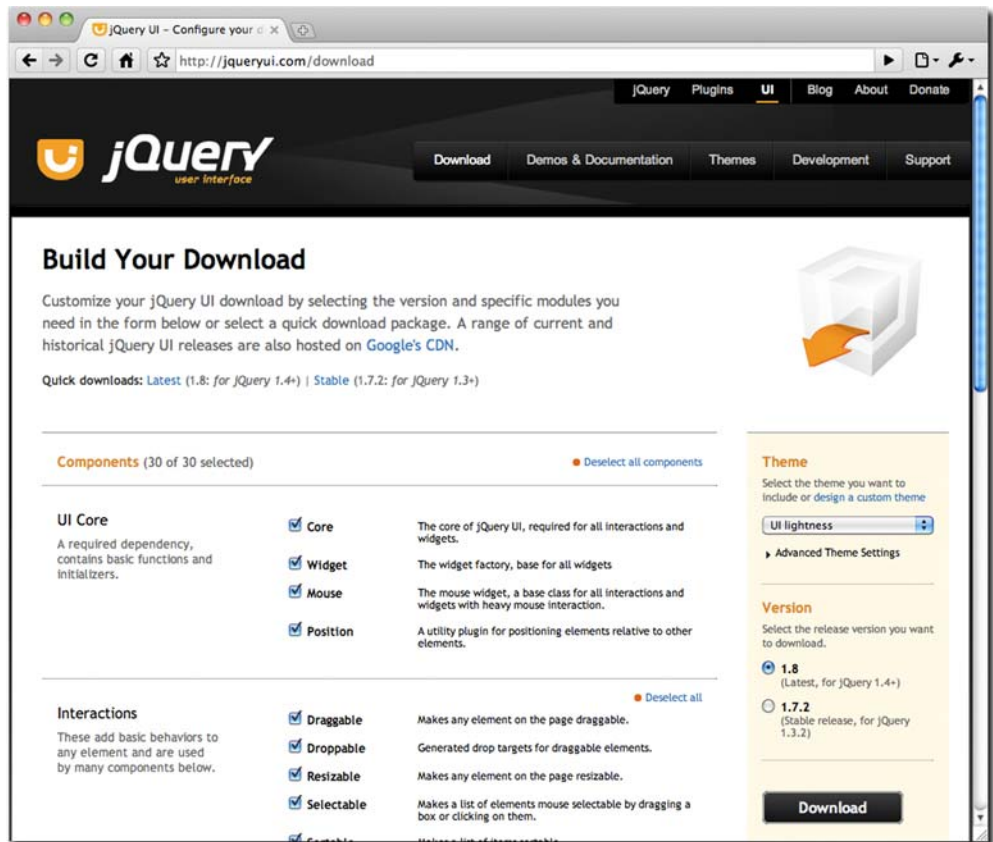 jQuery UI – Configure your d
http://jqueryui.com/download
jQuery Plugins UI Blog About Donate
jQuery
user interface
Download Demos & Documentation Themes Development Support
Build Your Download
Customize your jQuery UI download by selecting the version and specific modules you
need in the form below or select a quick download package. A range of current and
historical jQuery UI releases are also hosted on Google's CDN.
Quick downloads: Latest (1.8: for jQuery 1.4+) | Stable (1.7.2: for jQuery 1.3+)
Components (30 of 30 selected)
Deselect all components
UI Core
A required dependency,
contains basic functions and
initializers.
Core
The core of jQuery UI, required for all interactions and
widgets.
Widget
The widget factory, base for all widgets
Mouse
The mouse widget, a base class for all interactions and
widgets with heavy mouse interaction.
Position
A utility plugin for positioning elements relative to other
elements.
Deselect all
Interactions
These add basic behaviors to
any element and are used
by many components below.
Draggable
Makes any element on the page draggable.
Droppable
Generated drop targets for draggable elements.
Resizable
Makes any element on the page resizable.
Selectable
Makes a list of elements mouse selectable by dragging a
box or clicking on them.
Theme
Select the theme you want to
include or design a custom theme
UI lightness
Advanced Theme Settings
Version
Select the release version you want
to download.
1.8
(Latest, for jQuery 1.4+)
1.7.2
(Stable release, for jQuery
1.3.2)
Download